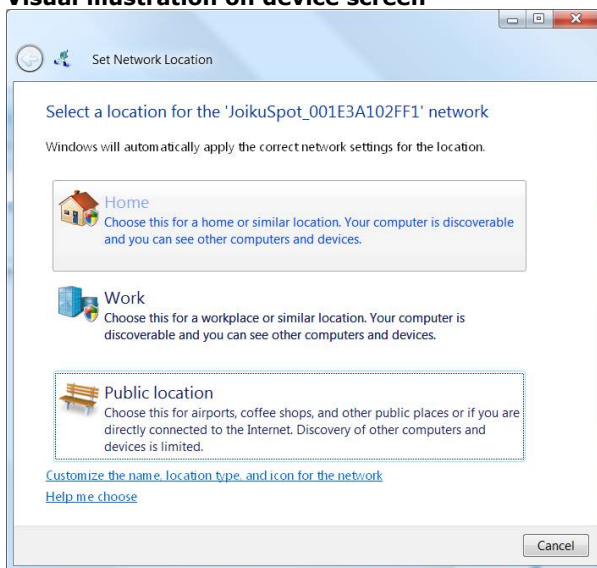 Visual illustration on device screen
Set Network Location
Select a location for the 'JoikuSpot_001E3A102FF1' network
Windows will automatically apply the correct network settings for the location.
Home
Choose this for a home or similar location. Your computer is discoverable
and you can see other computers and devices.
Work
Choose this for a workplace or similar location. Your computer is
discoverable and you can see other computers and devices.
Public location
Choose this for airports, coffee shops, and other public places or if you are
directly connected to the Internet. Discovery of other computers and
devices is limited.
Customize the name, location type, and icon for the network
Help me choose
Cancel